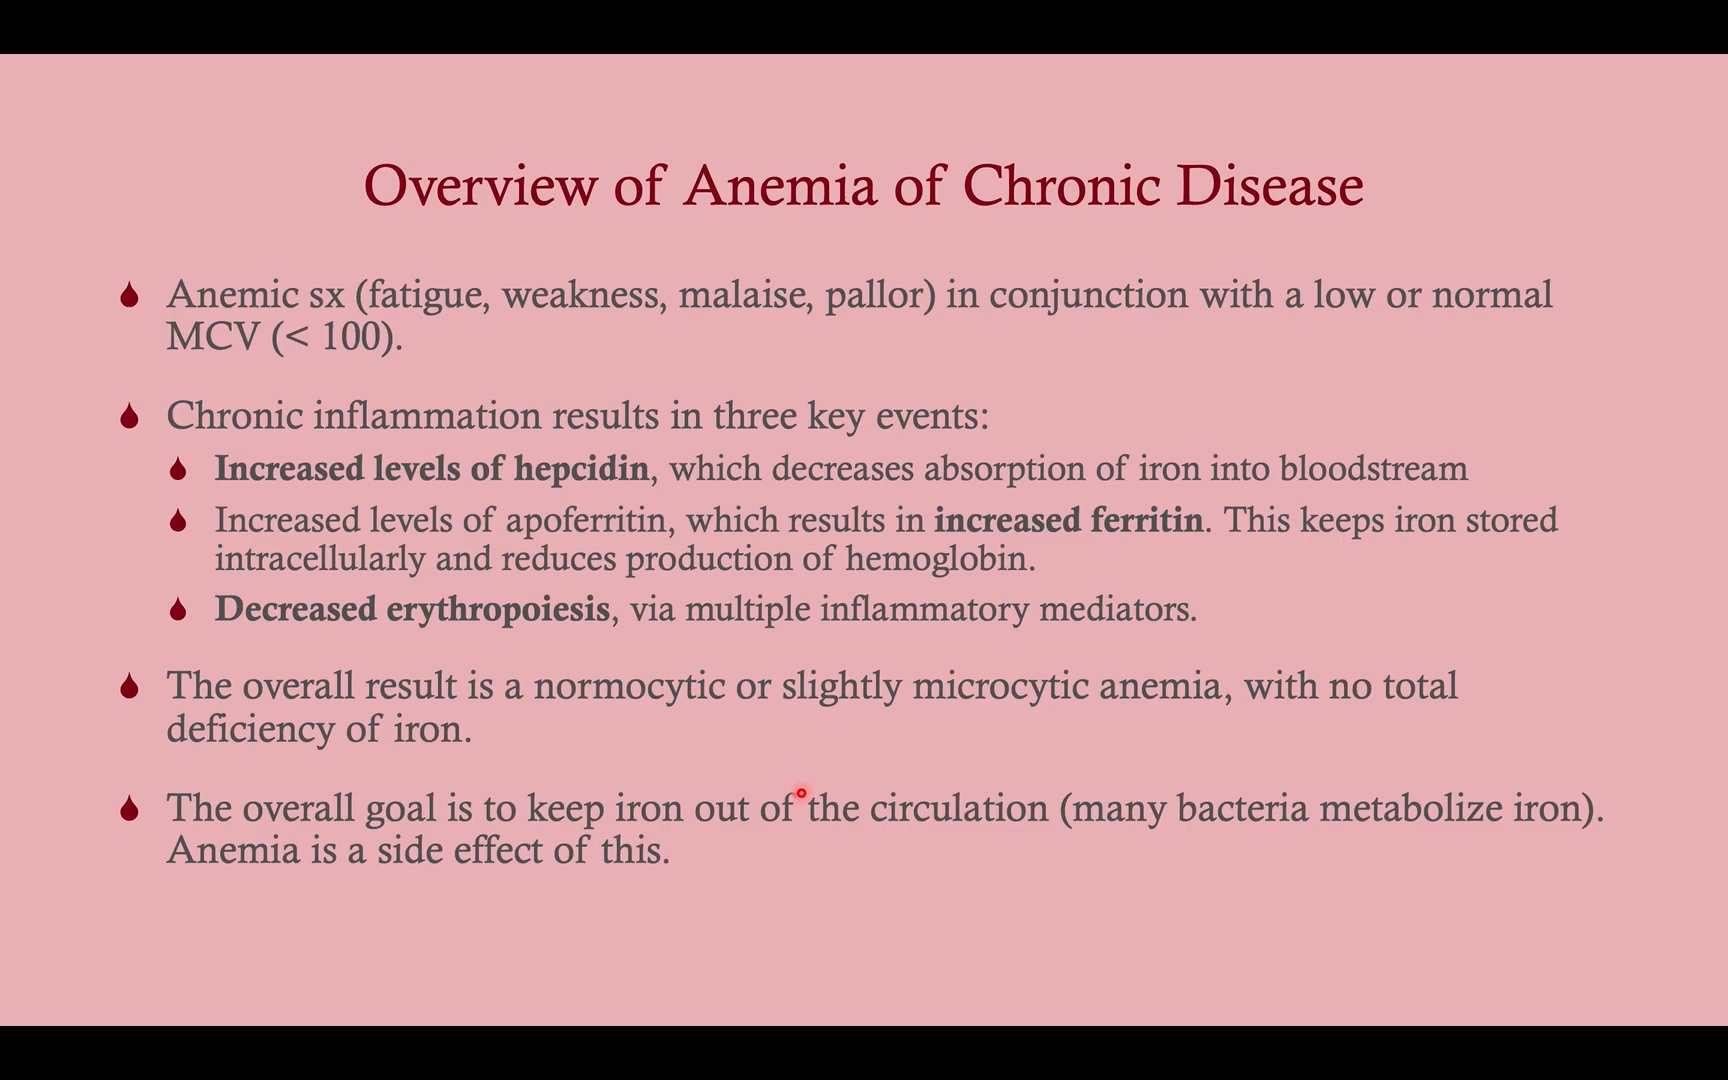 Overview of Anemia of Chronic Disease
Anemic sx (fatigue, weakness, malaise, pallor) in conjunction with a low or normal
MCV (< 100).
Chronic inflammation results in three key events:
Increased levels of hepcidin, which decreases absorption of iron into bloodstream
Increased levels of apoferritin, which results in increased ferritin. This keeps iron stored
intracellularly and reduces production of hemoglobin.
Decreased erythropoiesis, via multiple inflammatory mediators.
The overall result is a normocytic or slightly microcytic anemia, with no total
deficiency of iron.
The overall goal is to keep iron out of the circulation (many bacteria metabolize iron).
Anemia is a side effect of this.